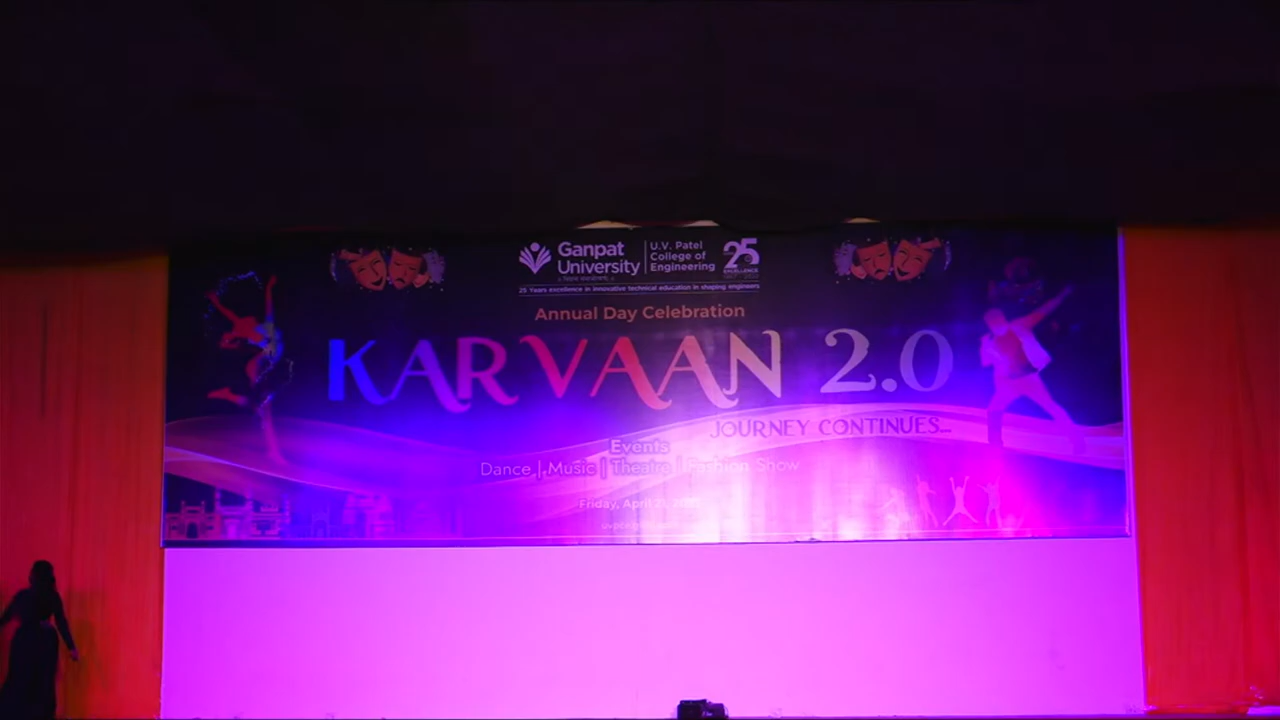 Ganpat University
U.V. Patel College of Engineering
25
EXCELLENCE
25 Years excellence in innovative technical education in shaping engineers
Annual Day Celebration
KARVAAN 2.0
JOURNEY CONTINUES...
Events
Dance | Music | Theatre | Fashion Show
Friday, April